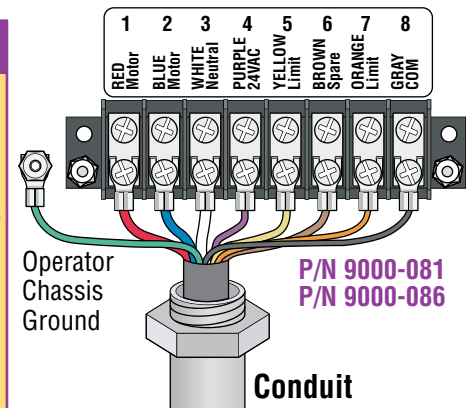 1 2 3 4 5 6 7 8
RED
Motor
BLUE
Motor
WHITE
Neutral
PURPLE
24VAC
YELLOW
Limit
BROWN
Spare
ORANGE
Limit
GRAY
COM
Operator
Chassis
Ground
P/N 9000-081
P/N 9000-086
Conduit